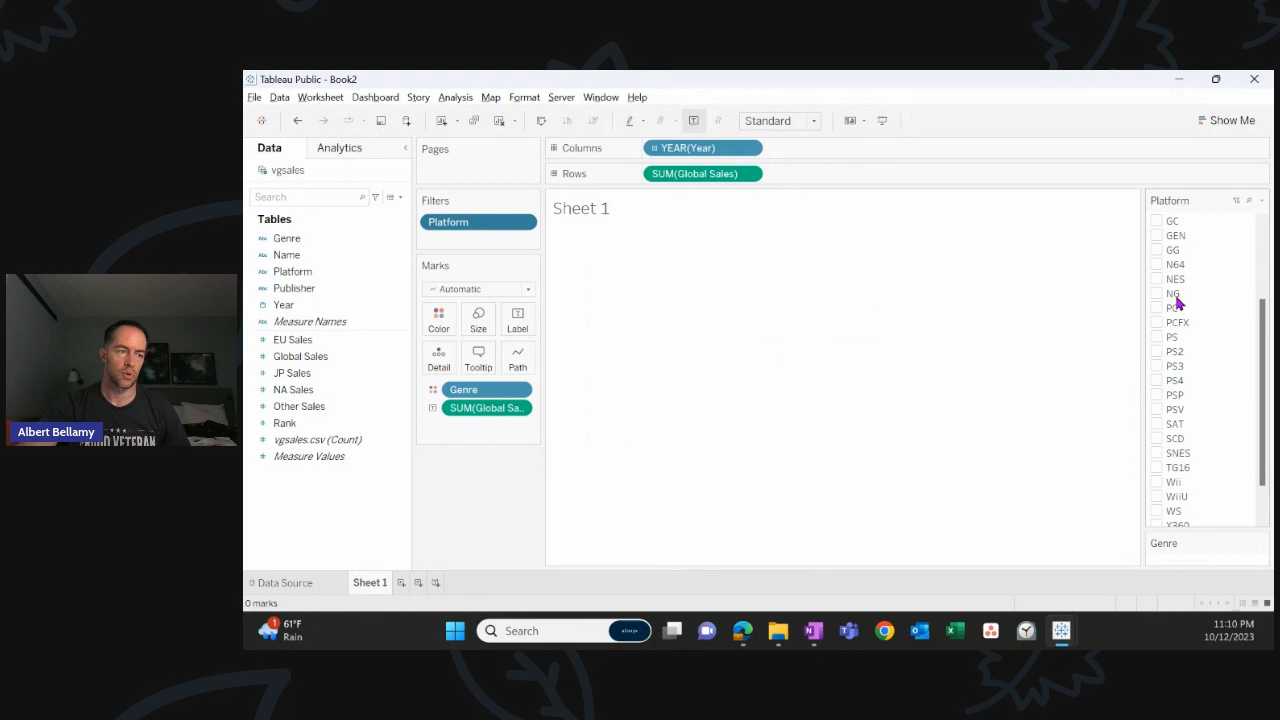 Tableau Public - Book2
File Data Worksheet Dashboard Story Analysis Map Format Server Window Help
Standard
Show Me
Data Analytics
vgsales
Search
Tables
Genre
Name
Platform
Publisher
Year
Measure Names
EU Sales
Global Sales
JP Sales
NA Sales
Other Sales
Rank
vgsales.csv (Count)
Measure Values
Pages
Filters
Platform
Marks
Automatic
Color Size Label
Detail Tooltip Path
Genre
SUM(Global Sa..
Columns YEAR(Year)
Rows SUM(Global Sales)
Sheet 1
Platform
GC
GEN
GG
N64
NES
NG
PCFX
PS
PS2
PS3
PS4
PSP
PSV
SAT
SCD
SNES
TG16
Wii
WiiU
WS
X360
Genre
Data Source Sheet 1
0 marks
Albert Bellamy
PROUD VETERAN
1
61°F
Rain
Search
11:10 PM
10/12/2023